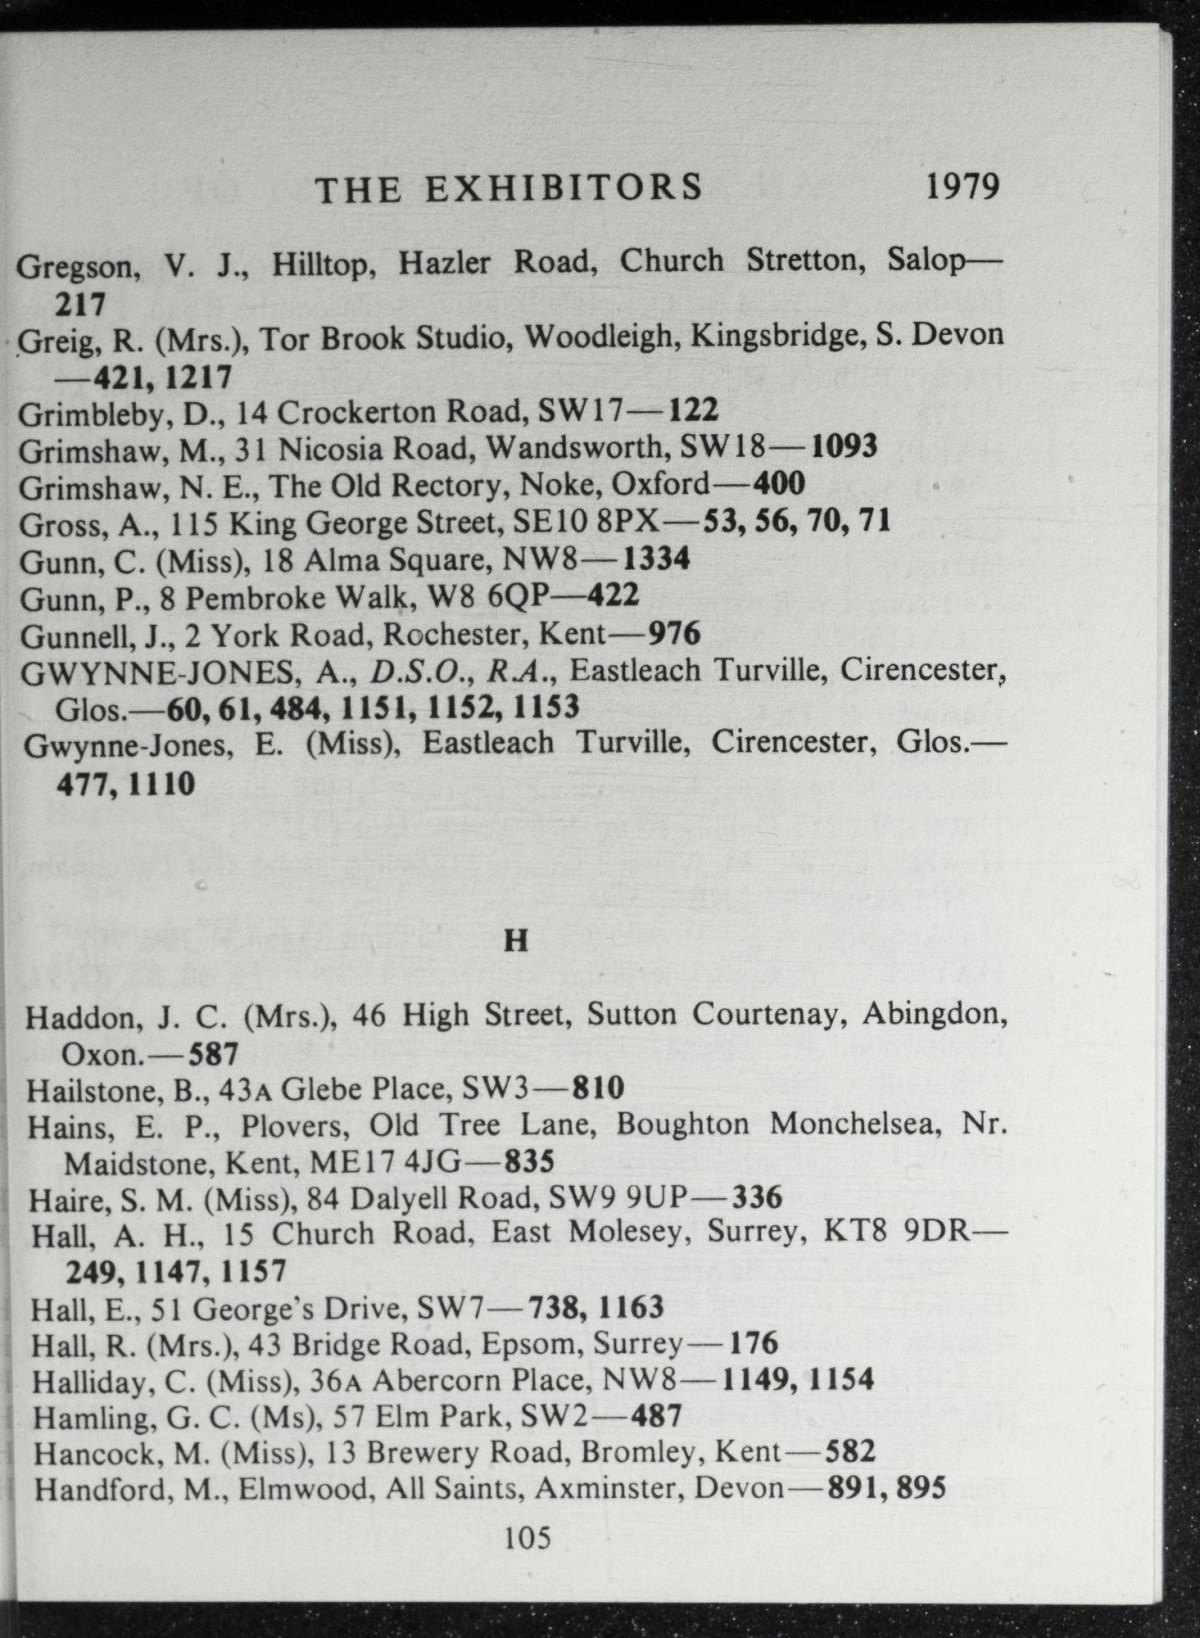 THE EXHIBITORS 1979
Gregson, V. J., Hilltop, Hazler Road, Church Stretton, Salop—
217
Greig, R. (Mrs.), Tor Brook Studio, Woodleigh, Kingsbridge, S. Devon
—421, 1217
Grimbleby, D., 14 Crockerton Road, SW17—122
Grimshaw, M., 31 Nicosia Road, Wandsworth, SW18—1093
Grimshaw, N. E., The Old Rectory, Noke, Oxford—400
Gross, A., 115 King George Street, SE10 8PX—53, 56, 70, 71
Gunn, C. (Miss), 18 Alma Square, NW8—1334
Gunn, P., 8 Pembroke Walk, W8 6QP—422
Gunnell, J., 2 York Road, Rochester, Kent—976
GWYNNE-JONES, A., D.S.O., R.A., Eastleach Turville, Cirencester,
Glos.—60, 61, 484, 1151, 1152, 1153
Gwynne-Jones, E. (Miss), Eastleach Turville, Cirencester, Glos.—
477, 1110
H
Haddon, J. C. (Mrs.), 46 High Street, Sutton Courtenay, Abingdon,
Oxon.—587
Hailstone, B., 43A Glebe Place, SW3—810
Hains, E. P., Plovers, Old Tree Lane, Boughton Monchelsea, Nr.
Maidstone, Kent, ME17 4JG—835
Haire, S. M. (Miss), 84 Dalyell Road, SW9 9UP—336
Hall, A. H., 15 Church Road, East Molesey, Surrey, KT8 9DR—
249, 1147, 1157
Hall, E., 51 George's Drive, SW7—738, 1163
Hall, R. (Mrs.), 43 Bridge Road, Epsom, Surrey—176
Halliday, C. (Miss), 36A Abercorn Place, NW8—1149, 1154
Hamling, G. C. (Ms), 57 Elm Park, SW2—487
Hancock, M. (Miss), 13 Brewery Road, Bromley, Kent—582
Handford, M., Elmwood, All Saints, Axminster, Devon—891, 895
105